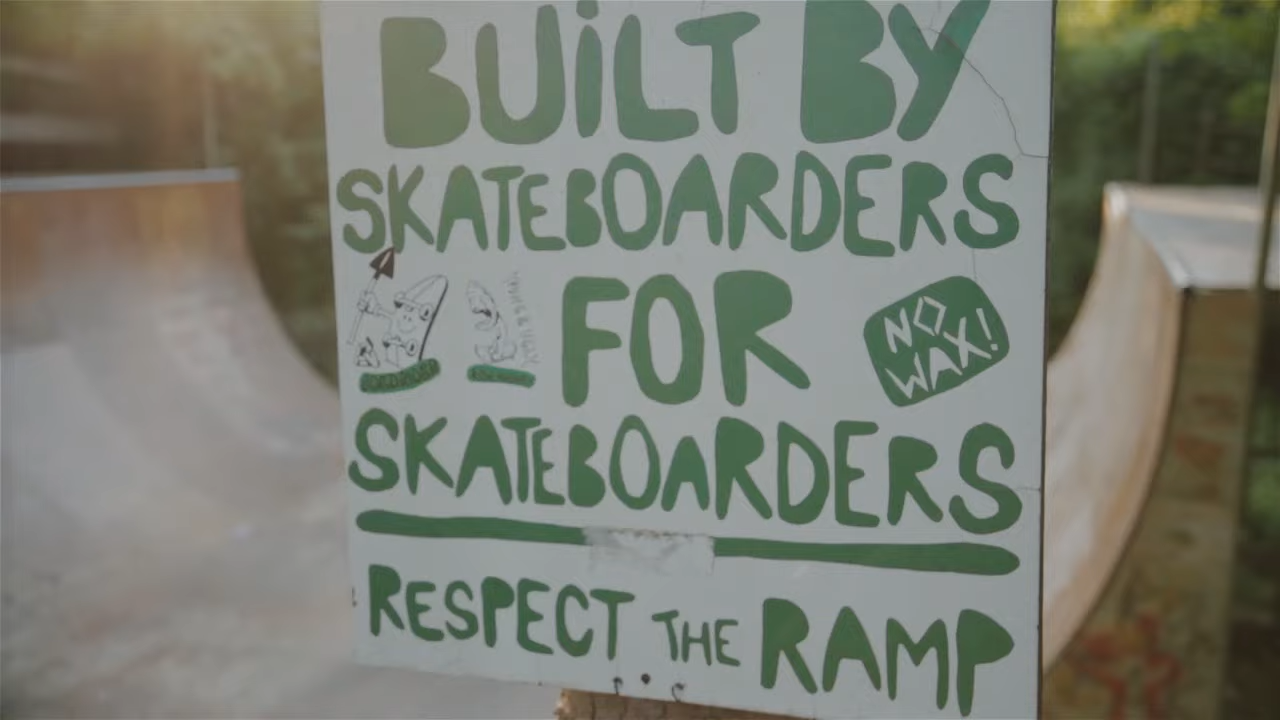 BUiLT BY
SKATEBOARDERS
FOR
NO WAX!
SKATEBOARDERS
RESPECT THE RAMP